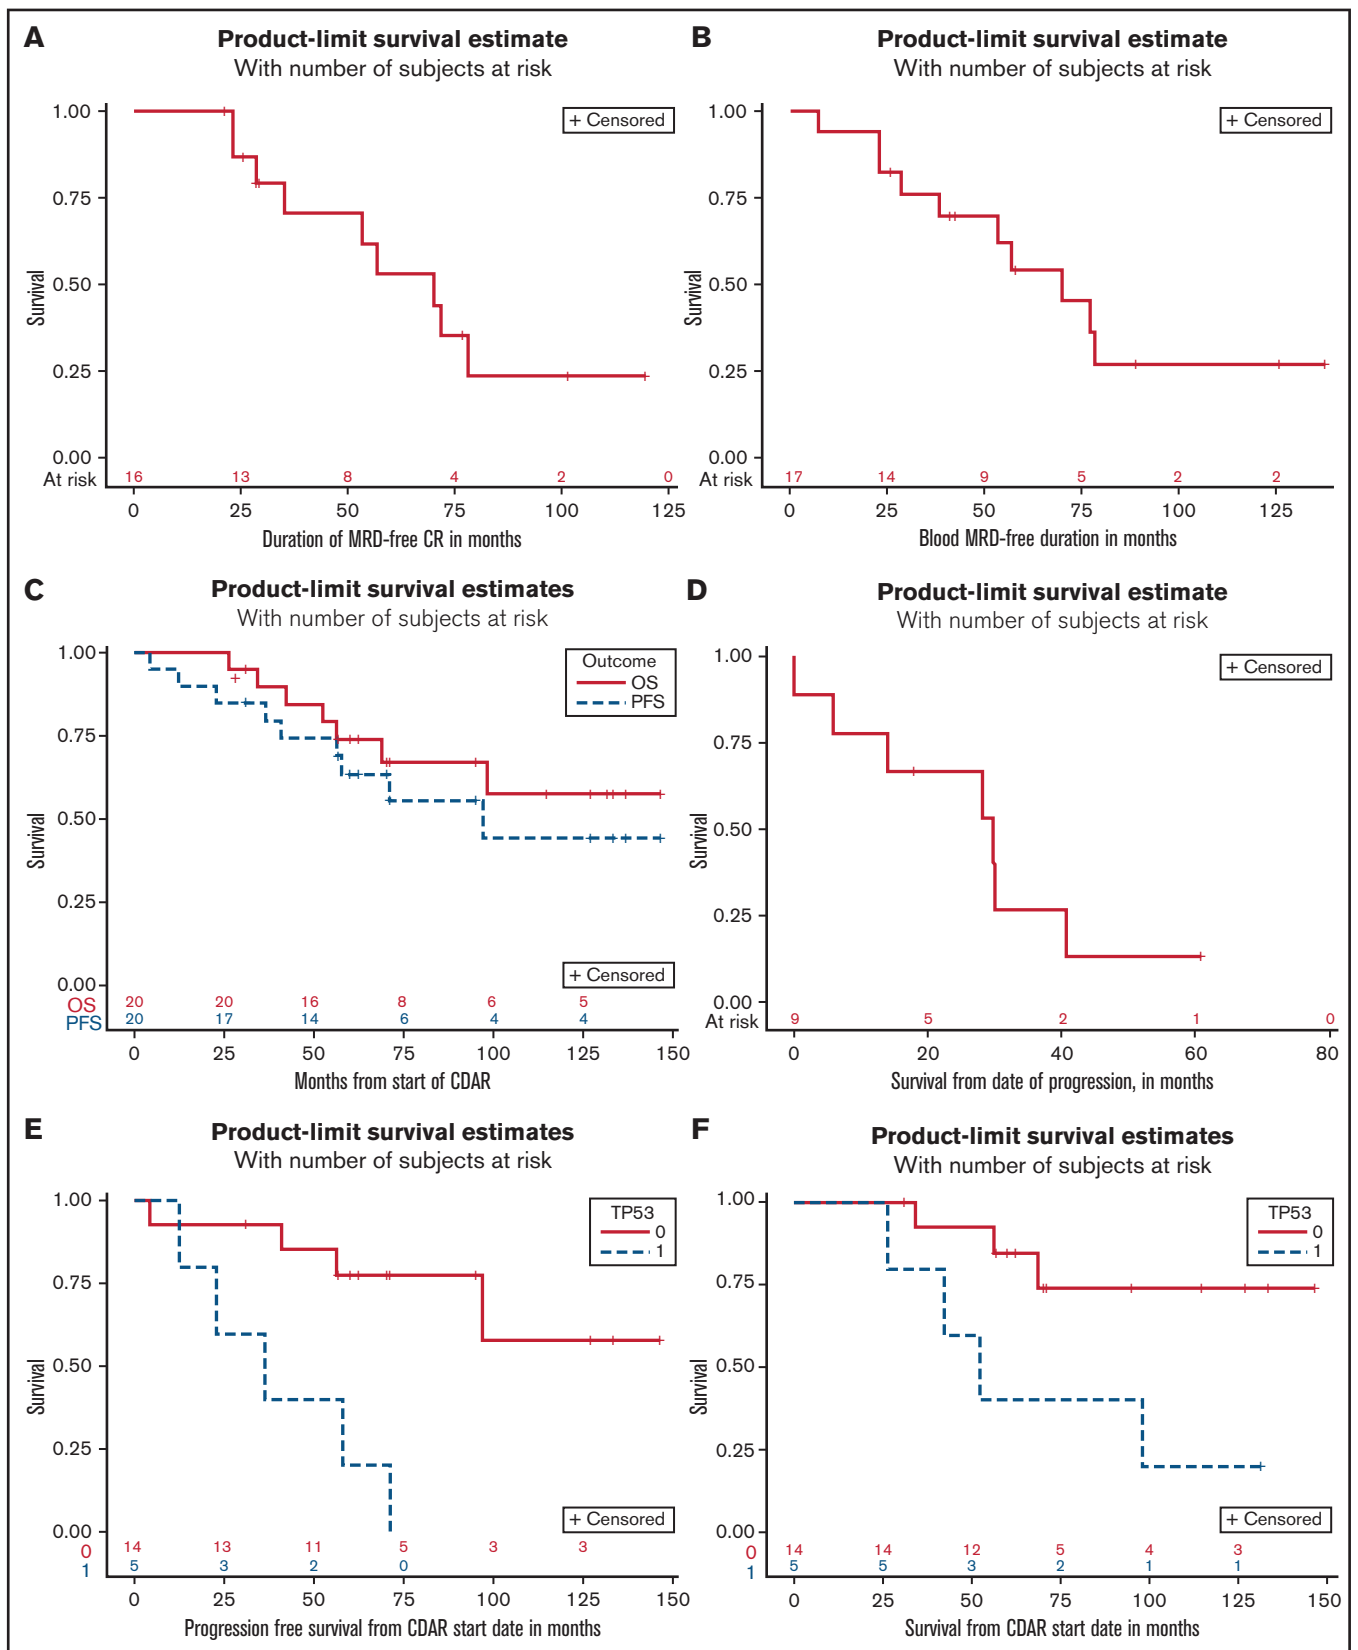 A
Product-limit survival estimate
With number of subjects at risk
+ Censored
1.00
0.75
0.50
0.25
0.00
Survival
At risk 16 13 8 4 2 0
0 25 50 75 100 125
Duration of MRD-free CR in months
B
Product-limit survival estimate
With number of subjects at risk
+ Censored
1.00
0.75
0.50
0.25
0.00
Survival
At risk 17 14 9 5 2 2
0 25 50 75 100 125
Blood MRD-free duration in months
C
Product-limit survival estimates
With number of subjects at risk
Outcome
OS
PFS
1.00
0.75
0.50
0.25
0.00
Survival
+ Censored
OS 20 20 16 8 6 5
PFS 20 17 14 6 4 4
0 25 50 75 100 125 150
Months from start of CDAR
D
Product-limit survival estimate
With number of subjects at risk
+ Censored
1.00
0.75
0.50
0.25
0.00
Survival
At risk 9 5 2 1 0
0 20 40 60 80
Survival from date of progression, in months
E
Product-limit survival estimates
With number of subjects at risk
TP53
0
1
1.00
0.75
0.50
0.25
0.00
Survival
+ Censored
0 14 13 11 5 3 3
1 5 3 2 0
0 25 50 75 100 125 150
Progression free survival from CDAR start date in months
F
Product-limit survival estimates
With number of subjects at risk
TP53
0
1
1.00
0.75
0.50
0.25
0.00
Survival
+ Censored
0 14 14 12 5 4 3
1 5 5 3 2 1 1
0 25 50 75 100 125 150
Survival from CDAR start date in months